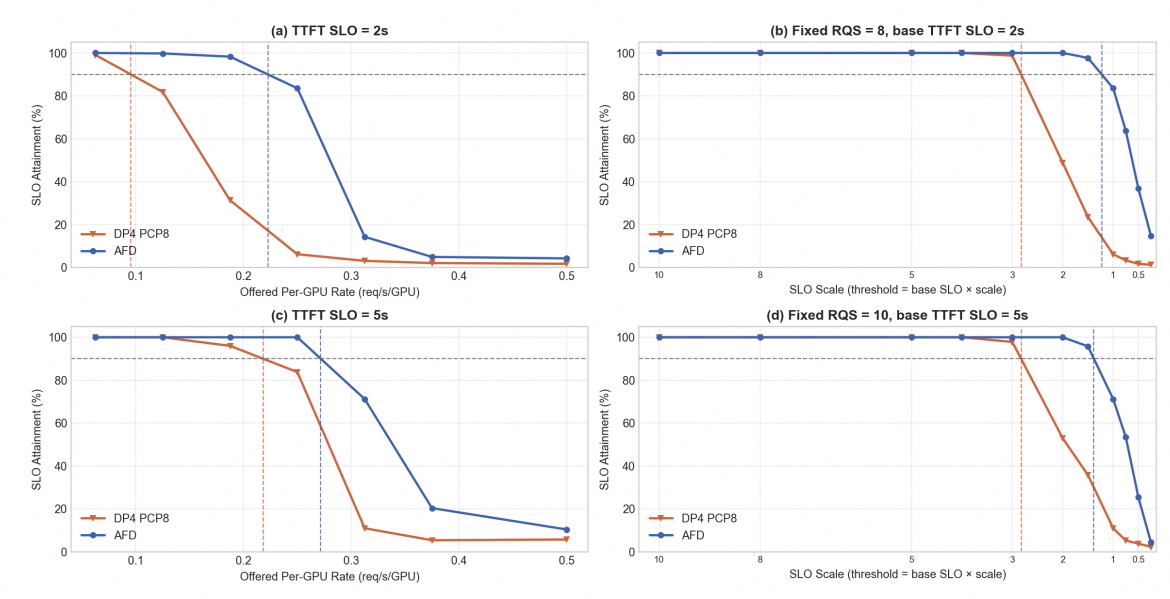 (a) TTFT SLO = 2s
100
80
60
40
20
0
SLO Attainment (%)
DP4 PCP8
AFD
0.1
0.2
0.3
0.4
0.5
Offered Per-GPU Rate (req/s/GPU)
(b) Fixed RQS = 8, base TTFT SLO = 2s
100
80
60
40
20
0
SLO Attainment (%)
DP4 PCP8
AFD
10
8
5
3
2
1
0.5
SLO Scale (threshold = base SLO × scale)
(c) TTFT SLO = 5s
100
80
60
40
20
0
SLO Attainment (%)
DP4 PCP8
AFD
0.1
0.2
0.3
0.4
0.5
Offered Per-GPU Rate (req/s/GPU)
(d) Fixed RQS = 10, base TTFT SLO = 5s
100
80
60
40
20
0
SLO Attainment (%)
DP4 PCP8
AFD
10
8
5
3
2
1
0.5
SLO Scale (threshold = base SLO × scale)